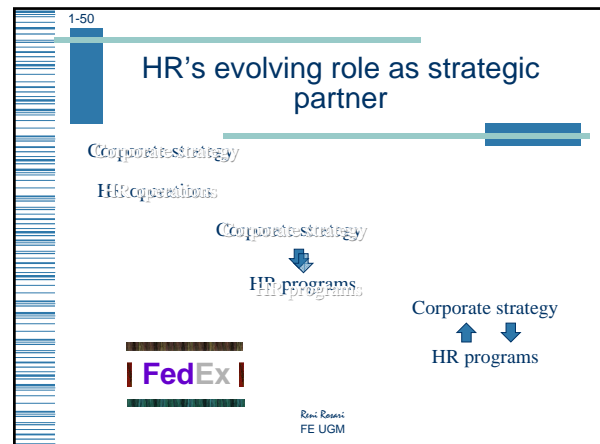 1-50
HR's evolving role as strategic
partner
Corporate strategy
HR operations
Corporate strategy
HR programs
Corporate strategy
HR programs
FedEx
Reni Rosari
FE UGM